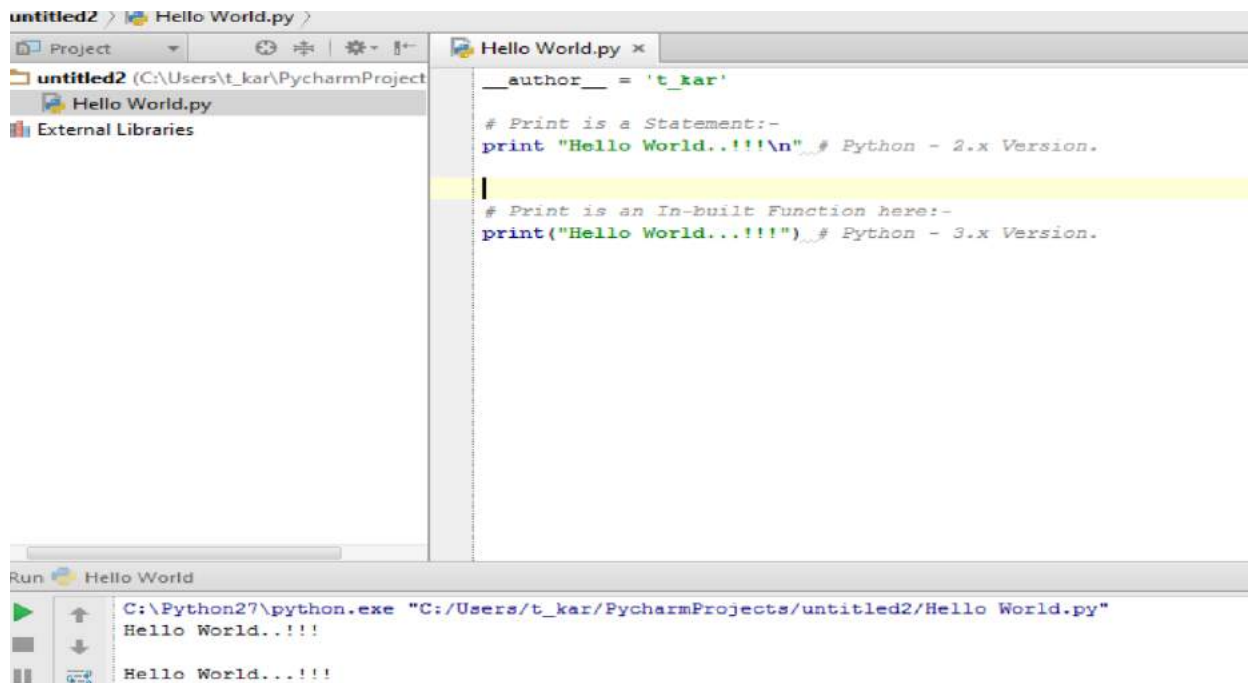 untitled2 Hello World.py
Project
untitled2 (C:\Users\t_kar\PycharmProject
Hello World.py
External Libraries
Hello World.py ×
__author__ = 't_kar'
# Print is a Statement:-
print "Hello World..!!!\n" # Python - 2.x Version.
# Print is an In-built Function here:-
print("Hello World...!!!") # Python - 3.x Version.
Run Hello World
C:\Python27\python.exe "C:/Users/t_kar/PycharmProjects/untitled2/Hello World.py"
Hello World..!!!
Hello World...!!!